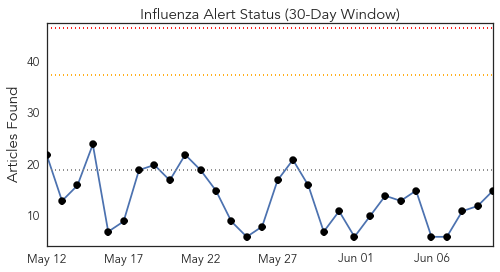 Influenza Alert Status (30-Day Window)
Articles Found
40
30
20
10
May 12 May 17 May 22 May 27 Jun 01 Jun 06